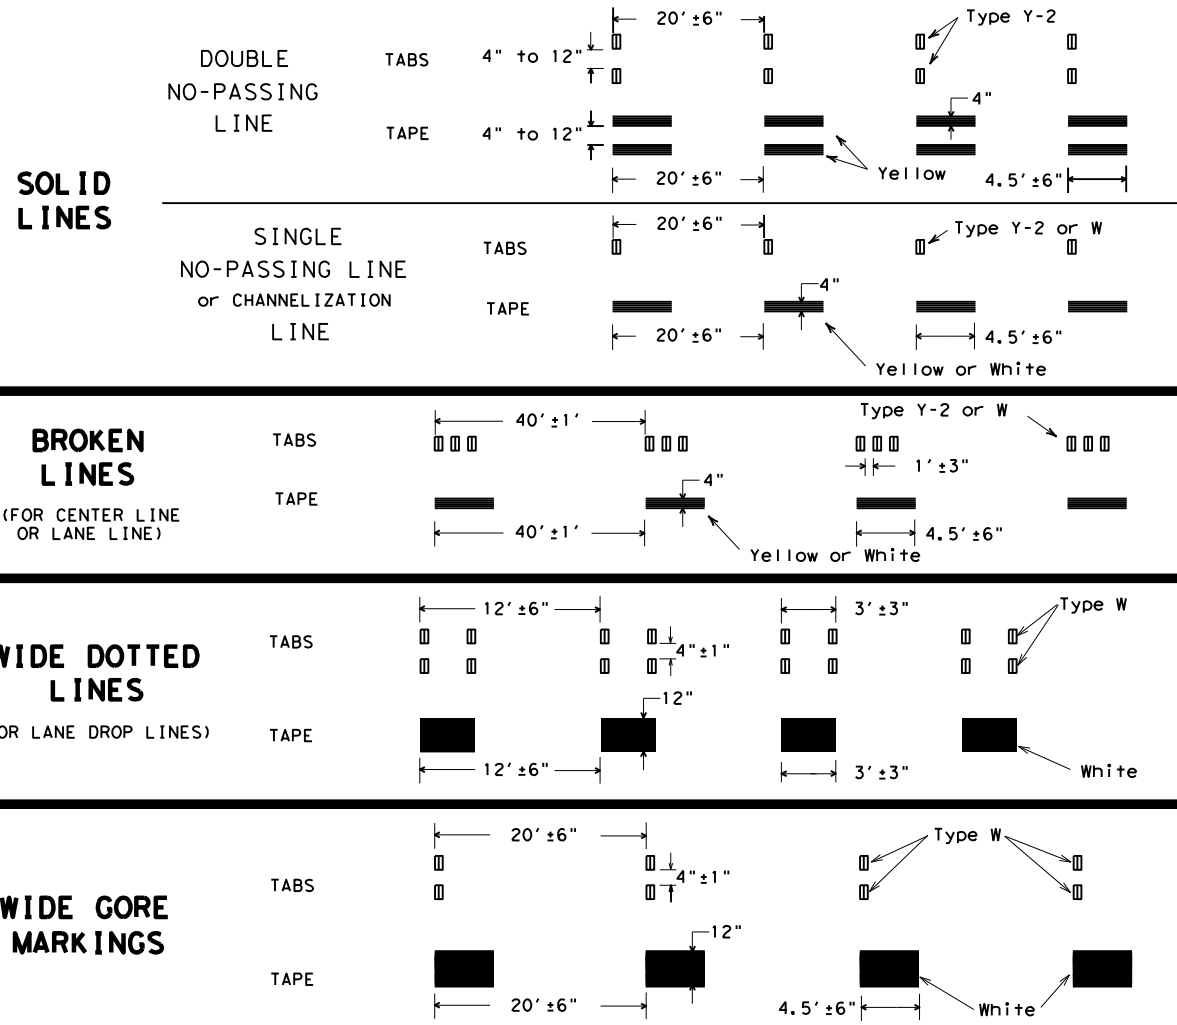 SOLID
LINES
DOUBLE
NO-PASSING
LINE
TABS
4" to 12"
20'±6"
Type Y-2
TAPE
4" to 12"
4"
Yellow
20'±6"
4.5'±6"
SINGLE
NO-PASSING LINE
or CHANNELIZATION
LINE
TABS
20'±6"
Type Y-2 or W
TAPE
4"
20'±6"
4.5'±6"
Yellow or White
BROKEN
LINES
(FOR CENTER LINE
OR LANE LINE)
TABS
40'±1'
Type Y-2 or W
1'±3"
TAPE
4"
40'±1'
4.5'±6"
Yellow or White
WIDE DOTTED
LINES
OR LANE DROP LINES)
TABS
12'±6"
3'±3"
Type W
4"±1"
TAPE
12"
12'±6"
3'±3"
White
WIDE GORE
MARKINGS
TABS
20'±6"
Type W
4"±1"
TAPE
12"
20'±6"
4.5'±6"
White